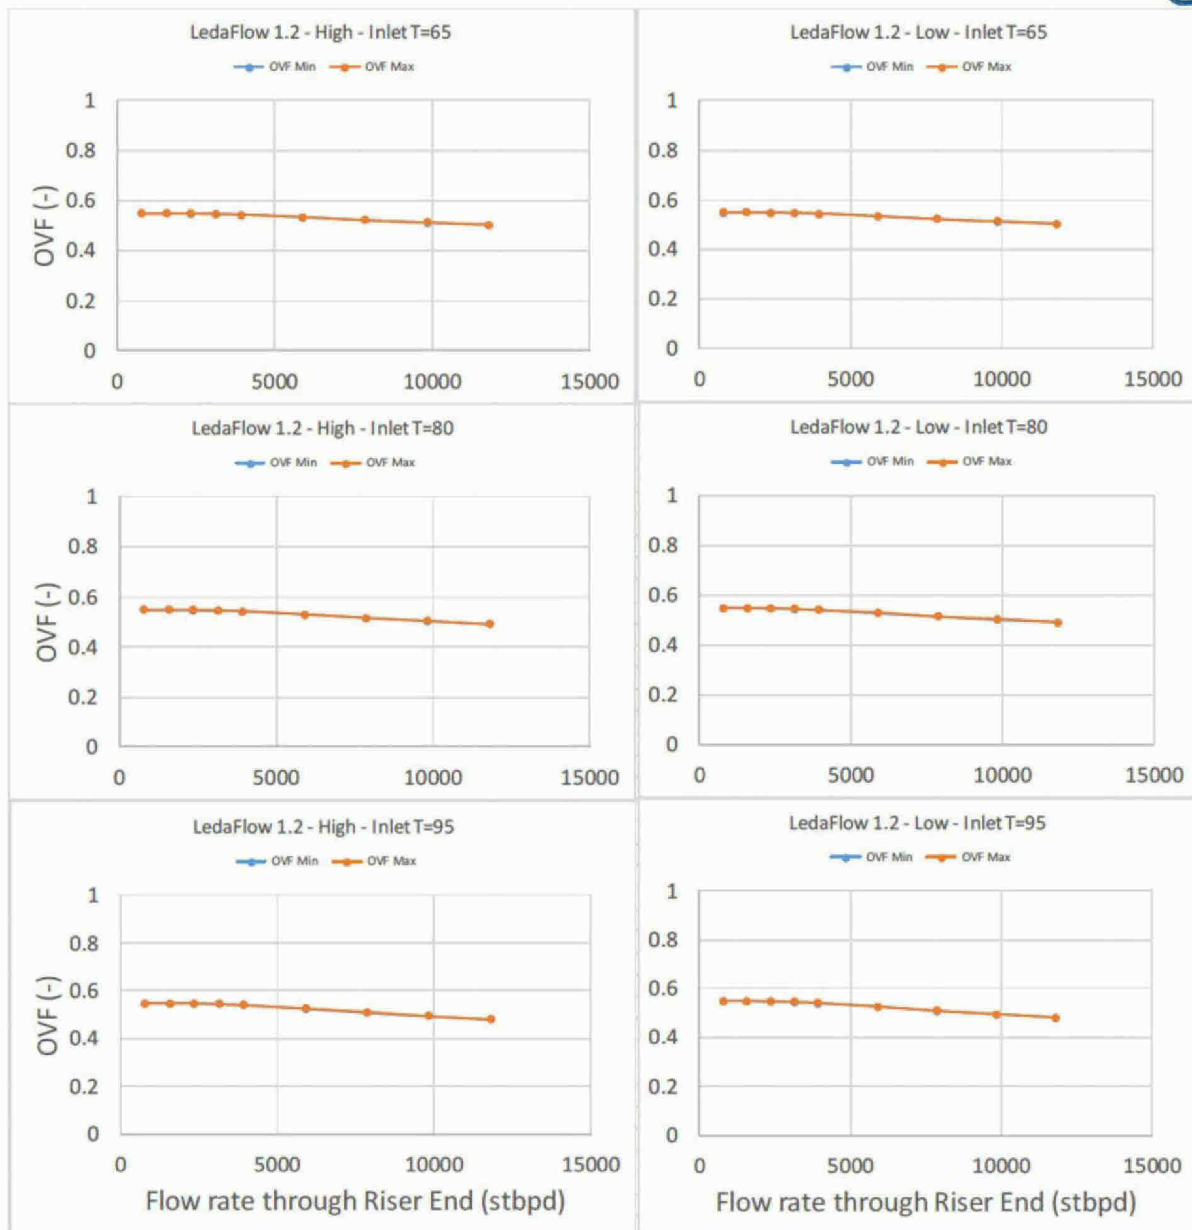 LedaFlow 1.2 - High - Inlet T=65
OVF Min OVF Max
1
0.8
0.6
0.4
0.2
0
OVF (-)
0 5000 10000 15000
LedaFlow 1.2 - Low - Inlet T=65
OVF Min OVF Max
1
0.8
0.6
0.4
0.2
0
0 5000 10000 15000
LedaFlow 1.2 - High - Inlet T=80
OVF Min OVF Max
1
0.8
0.6
0.4
0.2
0
OVF (-)
0 5000 10000 15000
LedaFlow 1.2 - Low - Inlet T=80
OVF Min OVF Max
1
0.8
0.6
0.4
0.2
0
0 5000 10000 15000
LedaFlow 1.2 - High - Inlet T=95
OVF Min OVF Max
1
0.8
0.6
0.4
0.2
0
OVF (-)
0 5000 10000 15000
Flow rate through Riser End (stbpd)
LedaFlow 1.2 - Low - Inlet T=95
OVF Min OVF Max
1
0.8
0.6
0.4
0.2
0
0 5000 10000 15000
Flow rate through Riser End (stbpd)